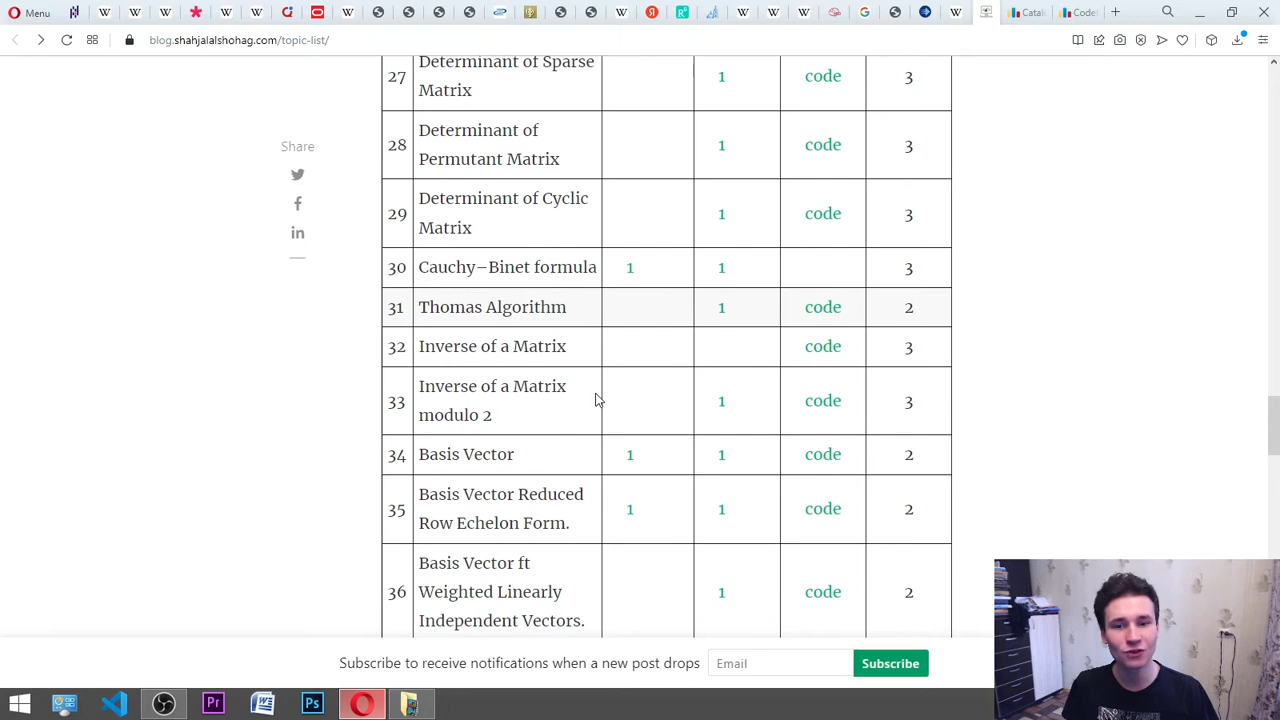 Menu
Catal
Codef
blog.shahjalalshohag.com/topic-list/
27 Determinant of Sparse Matrix 1 code 3
28 Determinant of Permutant Matrix 1 code 3
29 Determinant of Cyclic Matrix 1 code 3
30 Cauchy–Binet formula 1 1 3
31 Thomas Algorithm 1 code 2
32 Inverse of a Matrix code 3
33 Inverse of a Matrix modulo 2 1 code 3
34 Basis Vector 1 1 code 2
35 Basis Vector Reduced Row Echelon Form. 1 1 code 2
36 Basis Vector ft Weighted Linearly Independent Vectors. 1 code 2
Share
Subscribe to receive notifications when a new post drops
Email
Subscribe